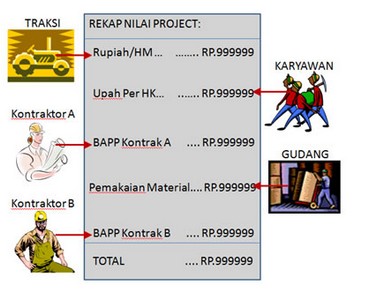 TRAKSI
REKAP NILAI PROJECT:
Rupiah/HM ... ........ RP.999999
KARYAWAN
Upah Per HK... ....... RP.999999
Kontraktor A
BAPP Kontrak A .... RP.999999
GUDANG
Pemakaian Material.... RP.999999
Kontraktor B
BAPP Kontrak B .... RP.999999
TOTAL .... RP.999999